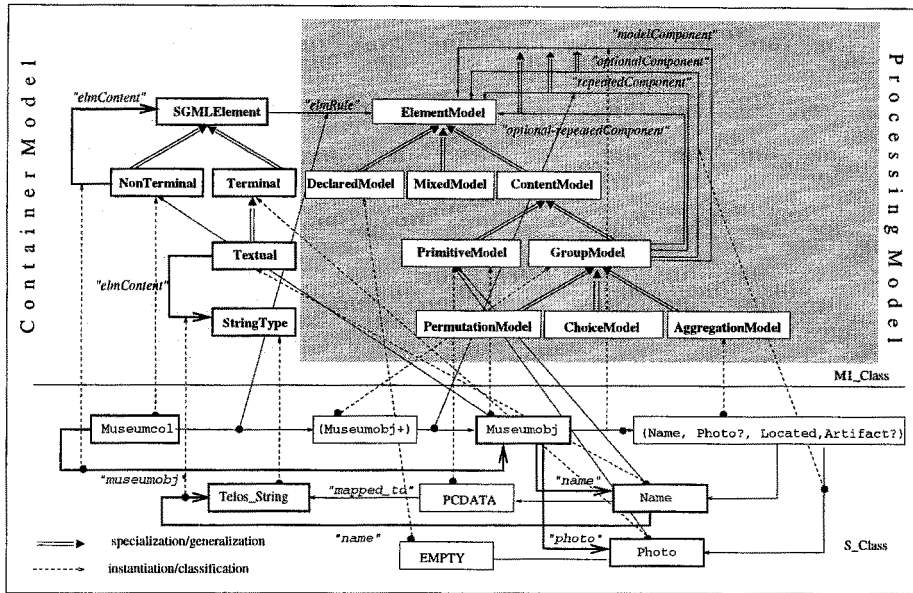 Container Model
Processing Model
"modelComponent"
"optionalComponent"
"repeatedComponent"
"elmContent"
SGMLElement
"elmRule"
ElementModel
"optional-repeatedComponent"
NonTerminal
Terminal
DeclaredModel
MixedModel
ContentModel
Textual
PrimitiveModel
GroupModel
"elmContent"
StringType
PermutationModel
ChoiceModel
AggregationModel
M1_Class
Museumcol
(Museumobj+)
Museumobj
(Name, Photo?, Located,Artifact?)
"museumobj"
Telos_String
"mapped_to"
PCDATA
"name"
Name
"name"
"photo"
EMPTY
Photo
S_Class
specialization/generalization
instantiation/classification